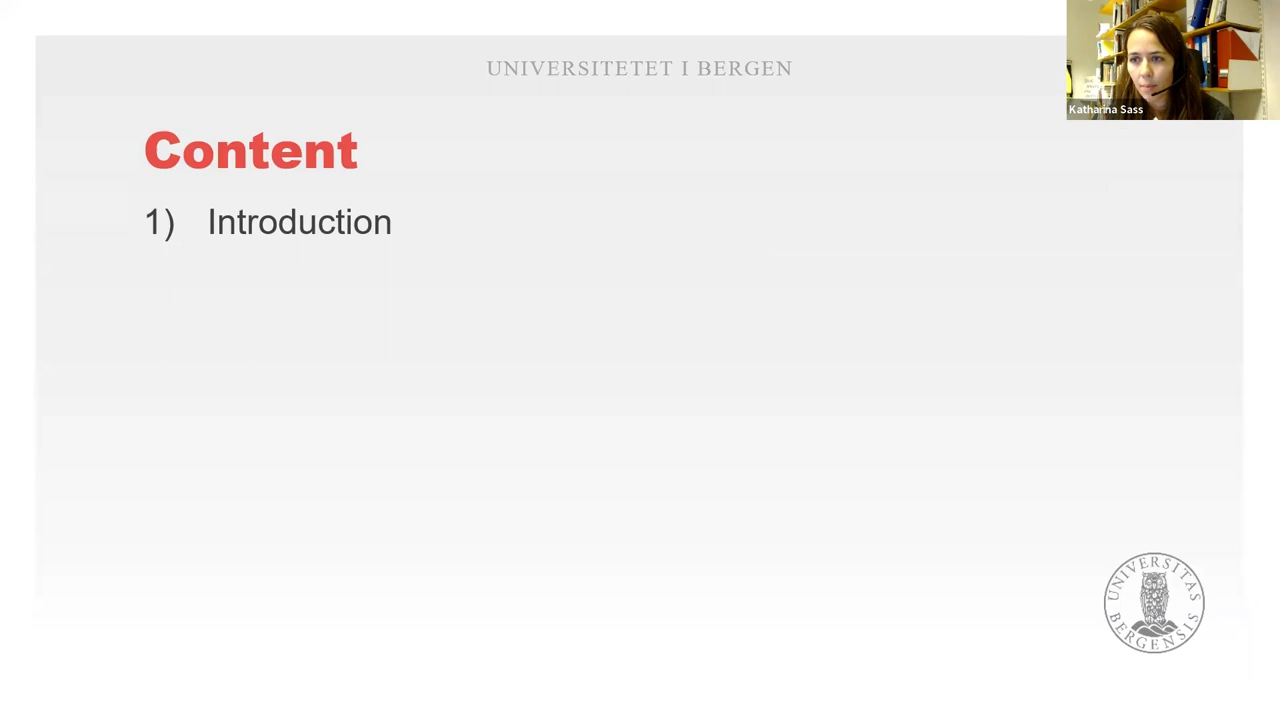 UNIVERSITETET I BERGEN
Katharina Sass
Content
1) Introduction
UNIVERSITAS
BERGENSIS